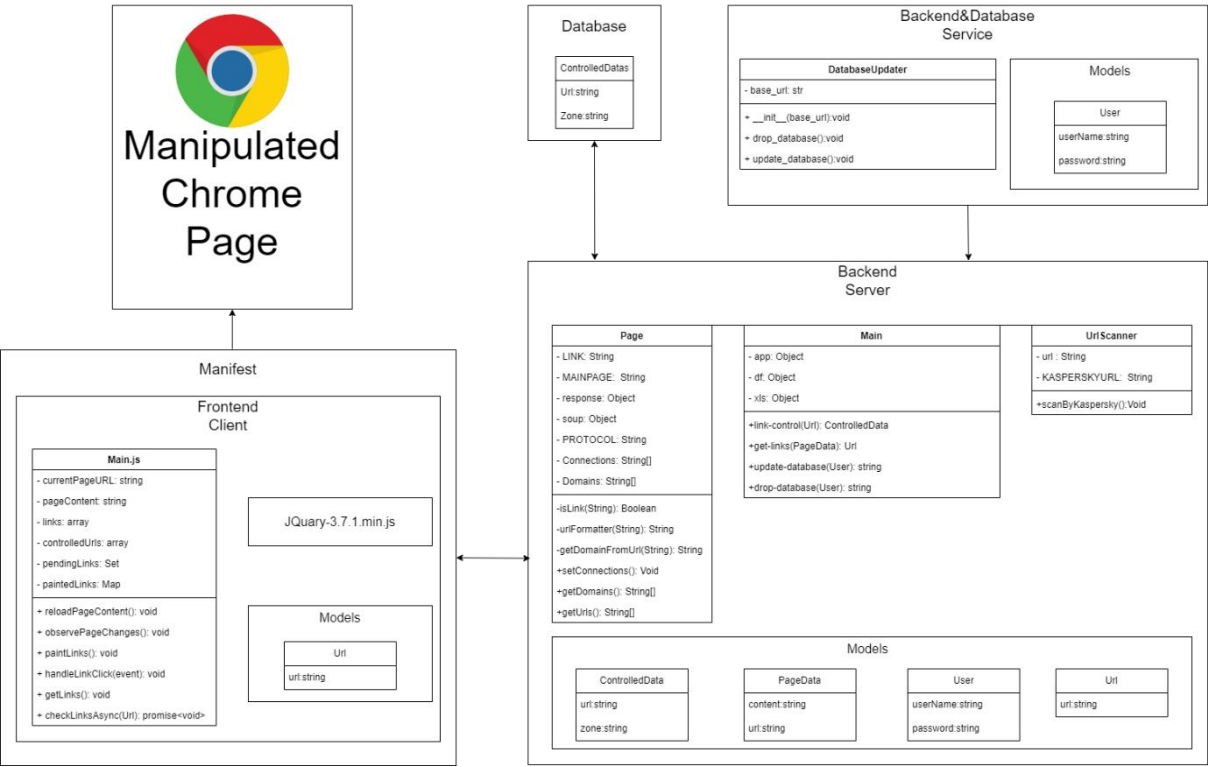 Manipulated
Chrome
Page
Database
ControlledDatas
Url:string
Zone:string
Backend&Database
Service
DatabaseUpdater
- base_url: str
+ __init__(base_url):void
+ drop_database():void
+ update_database():void
Models
User
userName:string
password:string
Manifest
Frontend
Client
Main.js
- currentPageURL: string
- pageContent: string
- links: array
- controlledUrls: array
- pendingLinks: Set
- paintedLinks: Map
+ reloadPageContent(): void
+ observePageChanges(): void
+ paintLinks(): void
+ handleLinkClick(event): void
+ getLinks(): void
+ checkLinksAsync(Url): promise<void>
JQuary-3.7.1.min.js
Models
Url
url:string
Backend
Server
Page
- LINK: String
- MAINPAGE:  String
- response: Object
- soup: Object
- PROTOCOL: String
- Connections: String[]
- Domains: String[]
-isLink(String): Boolean
-urlFormatter(String): String
-getDomainFromUrl(String): String
+setConnections(): Void
+getDomains(): String[]
+getUrls(): String[]
Main
- app: Object
- df: Object
- xls: Object
+link-control(Url): ControlledData
+get-links(PageData): Url
+update-database(User): string
+drop-database(User): string
UrlScanner
- url : String
- KASPERSKYURL:  String
+scanByKaspersky():Void
Models
ControlledData
url:string
zone:string
PageData
content:string
url:string
User
userName:string
password:string
Url
url:string